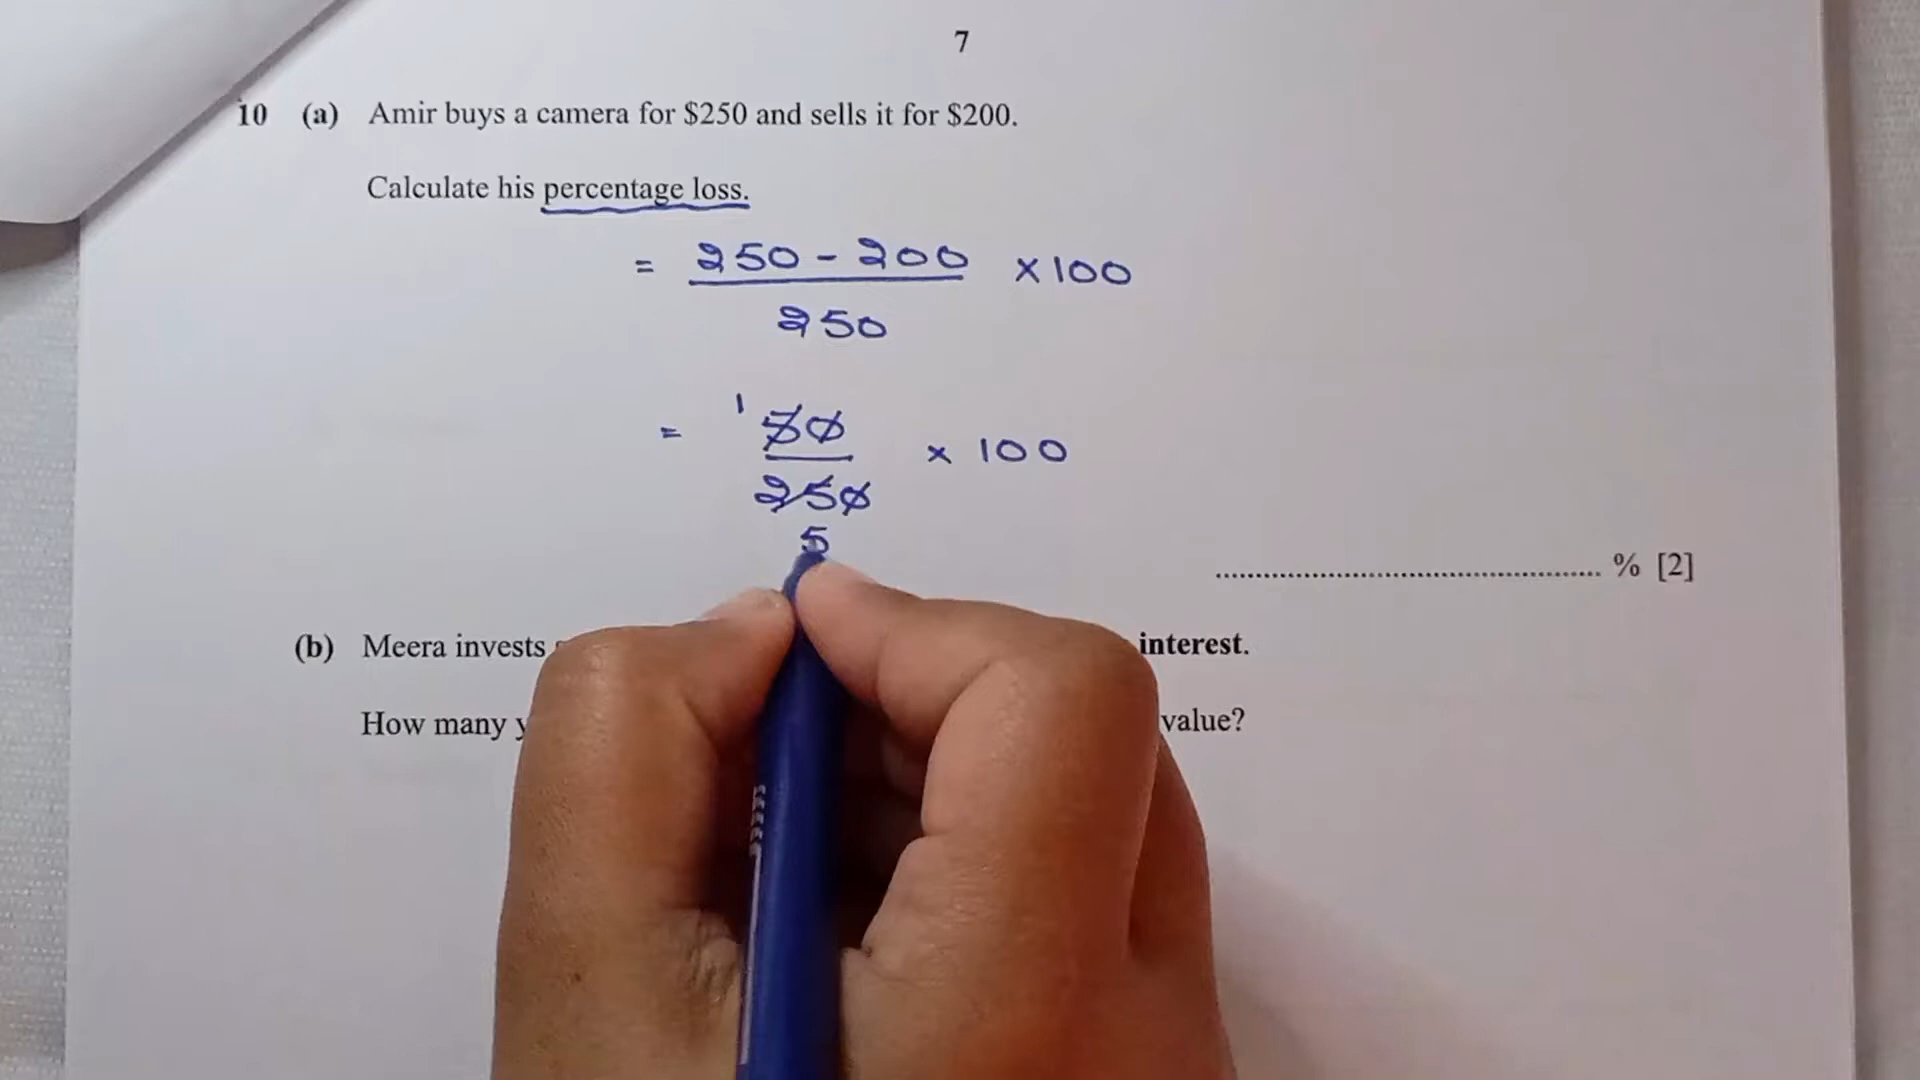 7
10 (a) Amir buys a camera for $250 and sells it for $200.
Calculate his percentage loss.
= 250 - 200 × 100
250
= 1 50 × 100
250
5
% [2]
(b) Meera invests interest.
How many value?